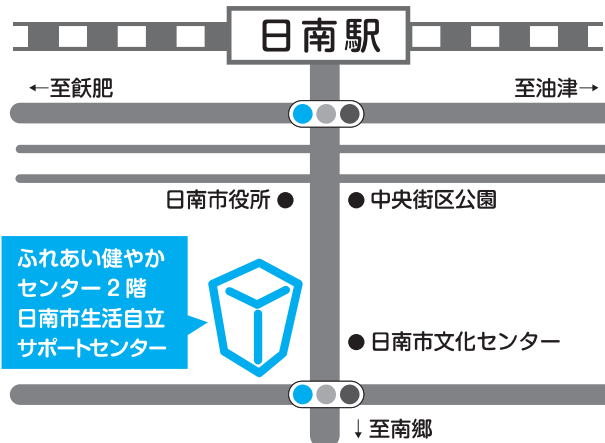 日南駅
←至飫肥
至油津→
日南市役所●
●中央街区公園
ふれあい健やか
センター2階
日南市生活自立
サポートセンター
●日南市文化センター
↓至南郷